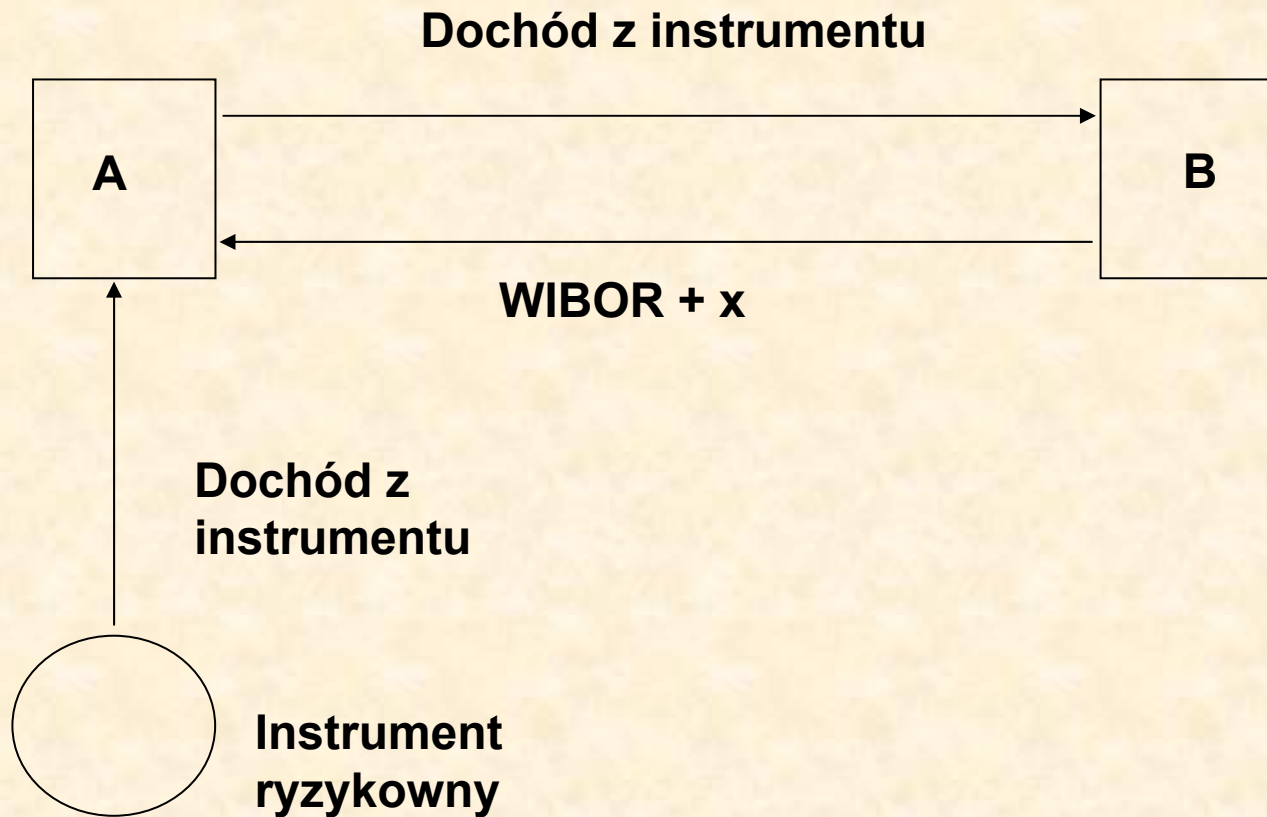 Dochód z instrumentu
A
B
WIBOR + x
Dochód z
instrumentu
Instrument
ryzykowny